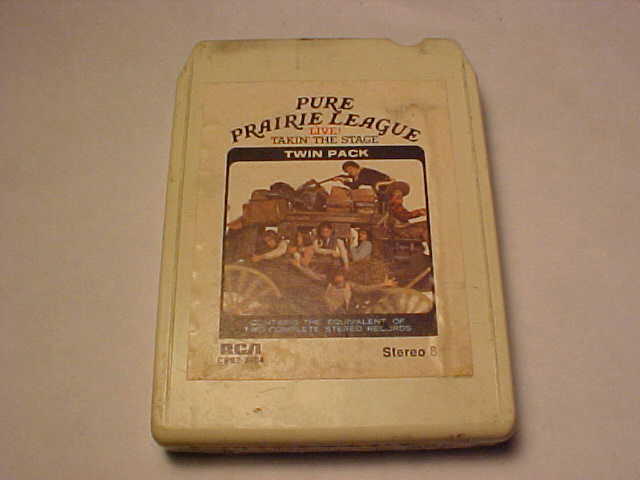 PURE
PRAIRIE LEAGUE
LIVE!
TAKIN' THE STAGE
TWIN PACK
CONTAINS THE EQUIVALENT OF
TWO COMPLETE STEREO RECORDS
RCA
Stereo 8